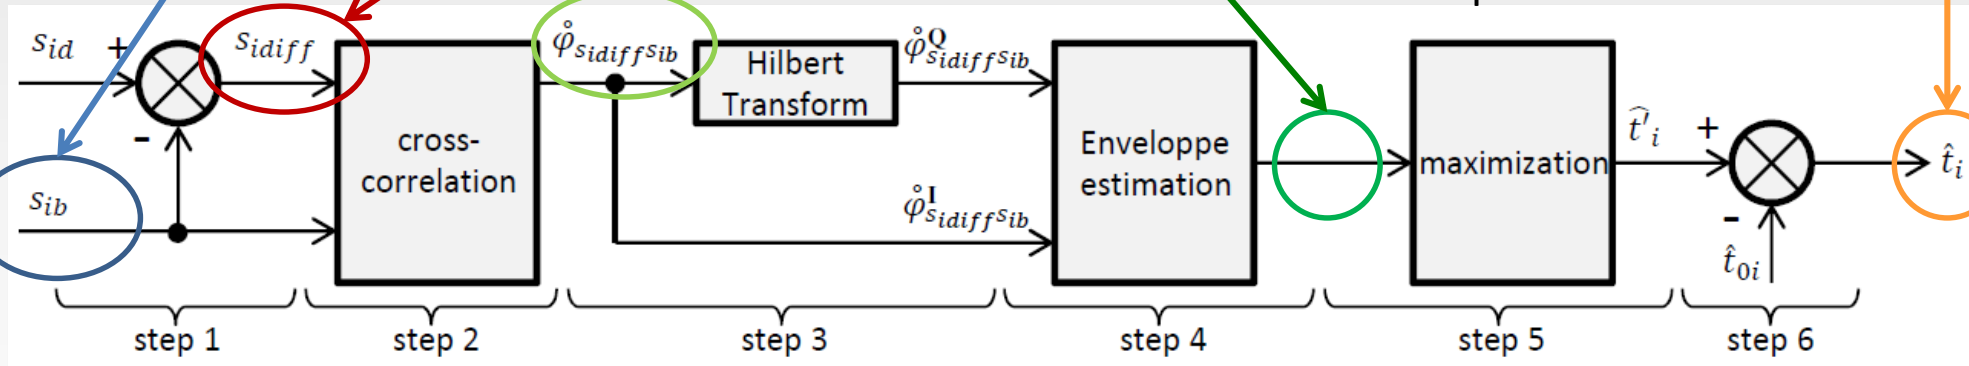 s_id
+
s_idiff
-
s_ib
cross-
correlation
φ̊_sidiffsib
Hilbert
Transform
φ̊^Q_sidiffsib
φ̊^I_sidiffsib
Enveloppe
estimation
maximization
t̂'_i
+
-
t̂_0i
t̂_i
step 1
step 2
step 3
step 4
step 5
step 6